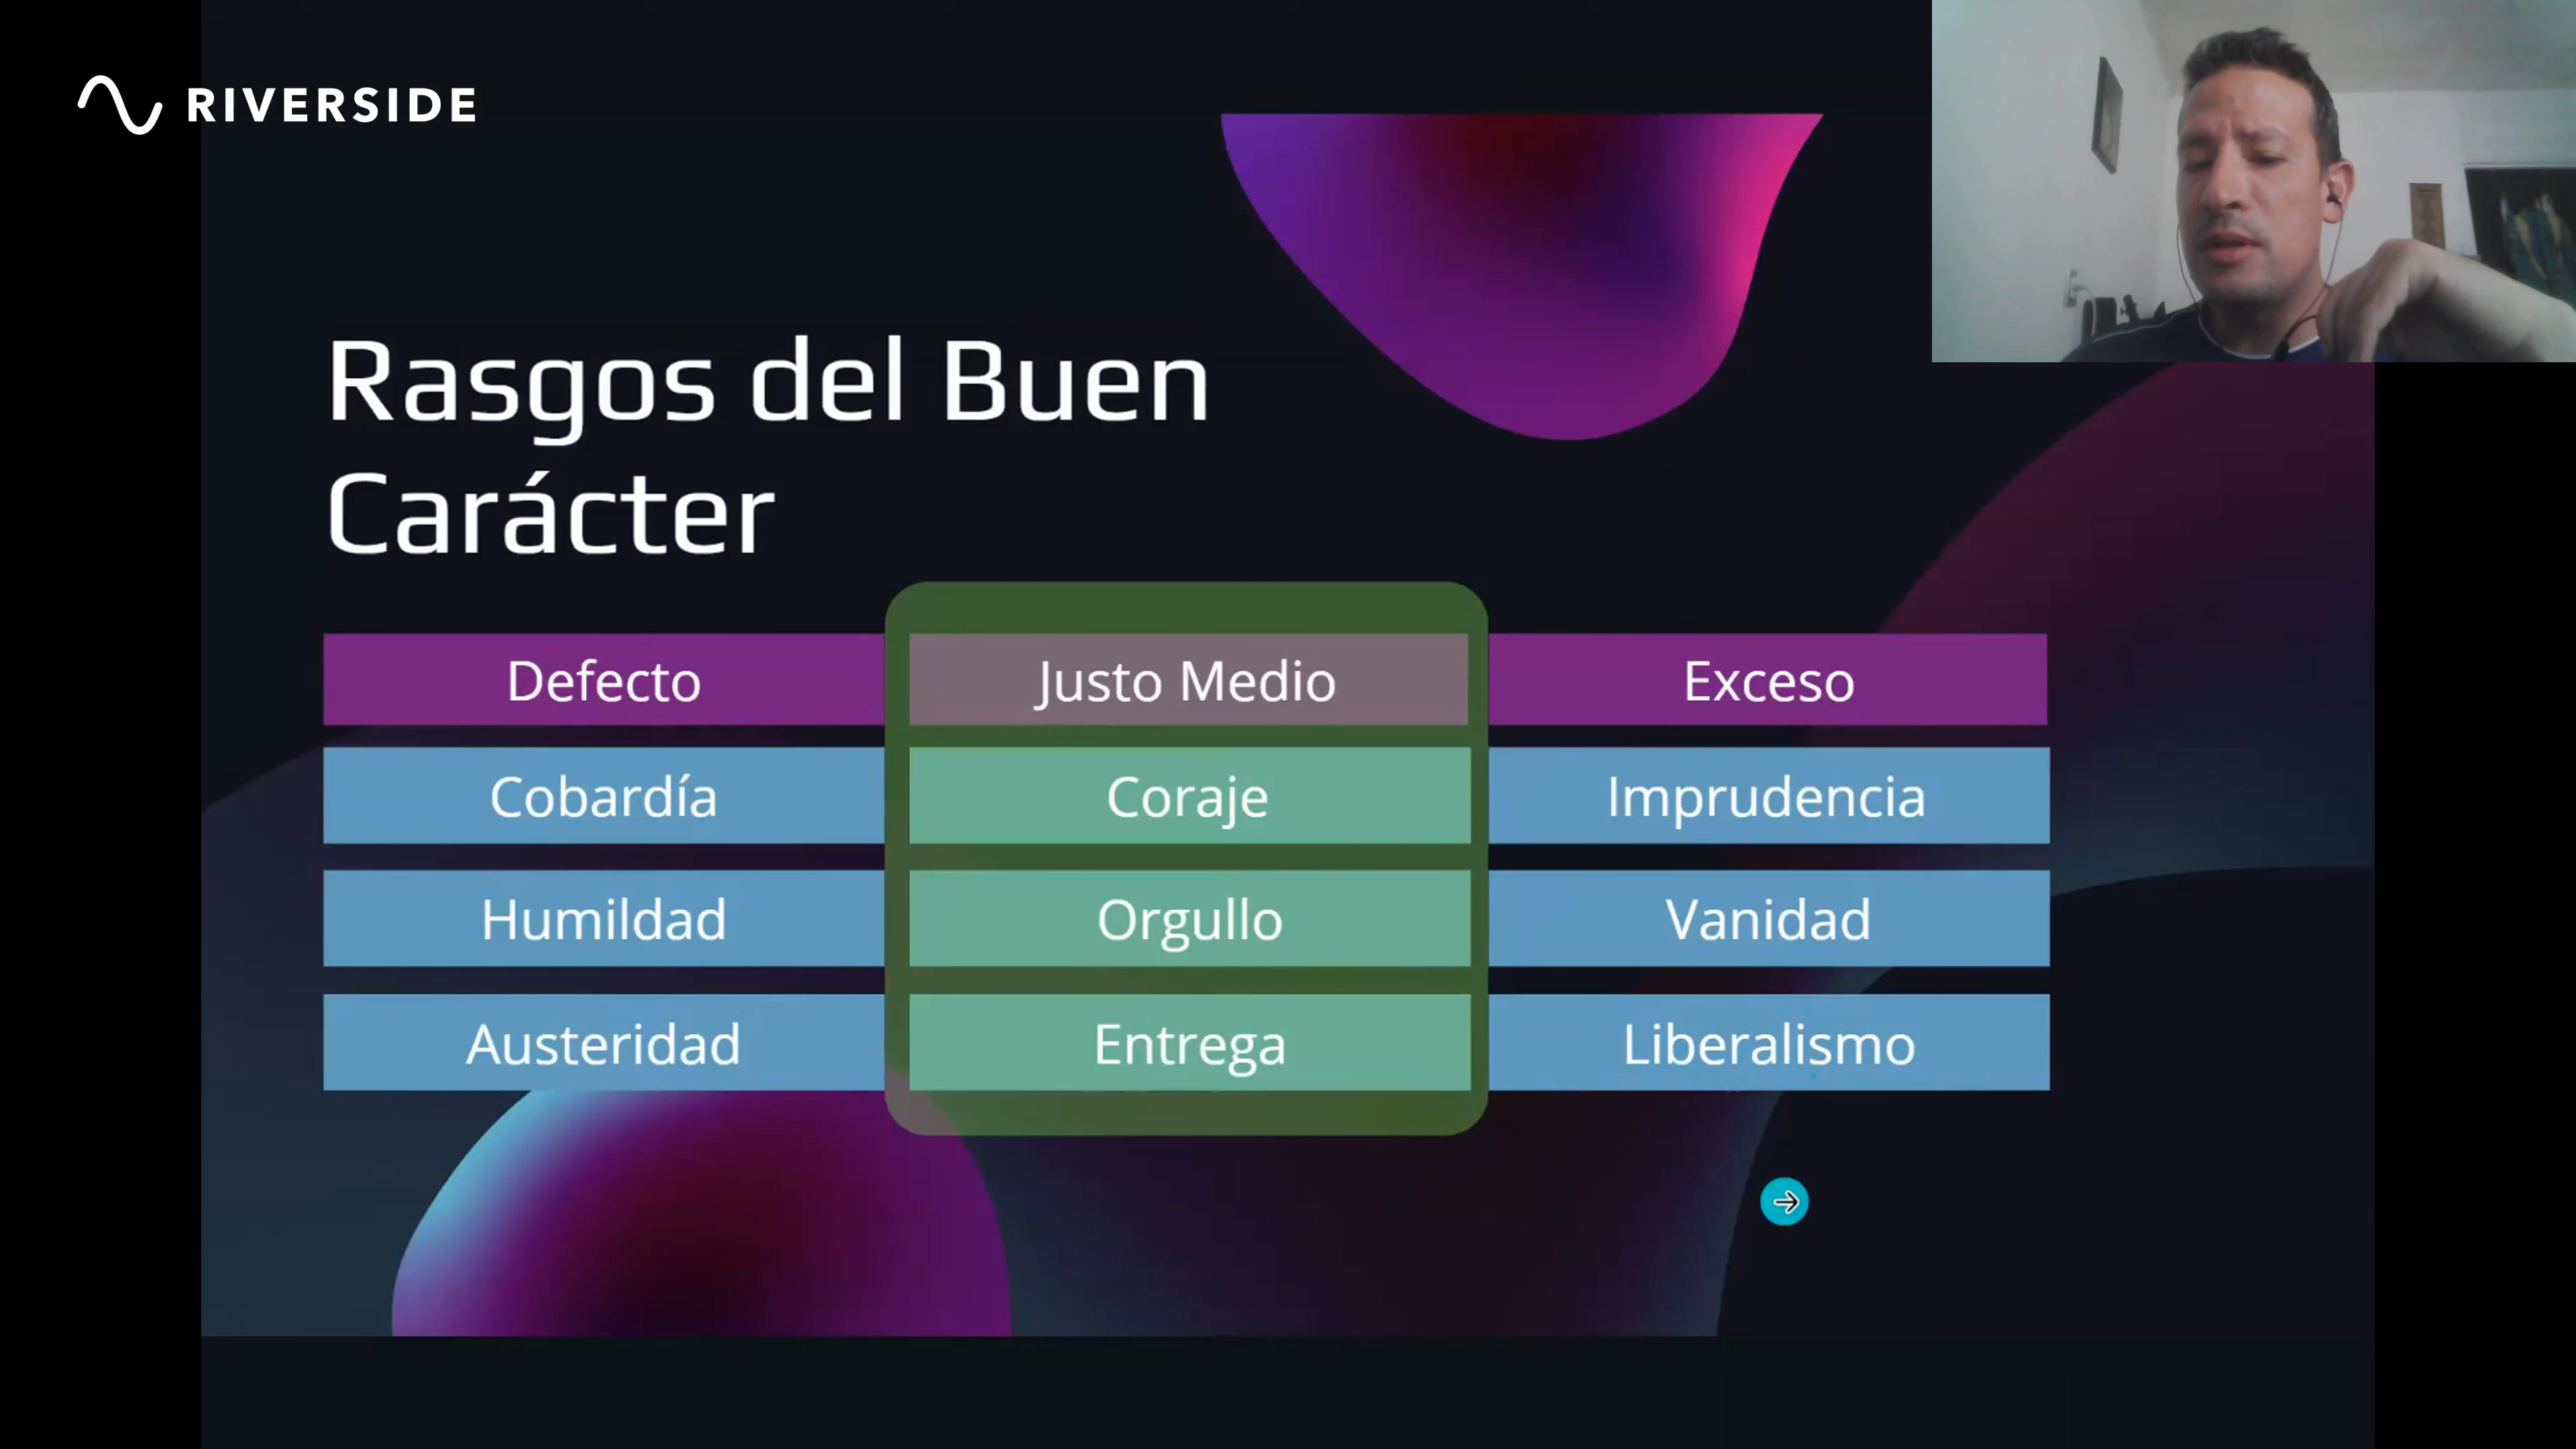 RIVERSIDE
Rasgos del Buen
Carácter
Defecto Justo Medio Exceso
Cobardía Coraje Imprudencia
Humildad Orgullo Vanidad
Austeridad Entrega Liberalismo